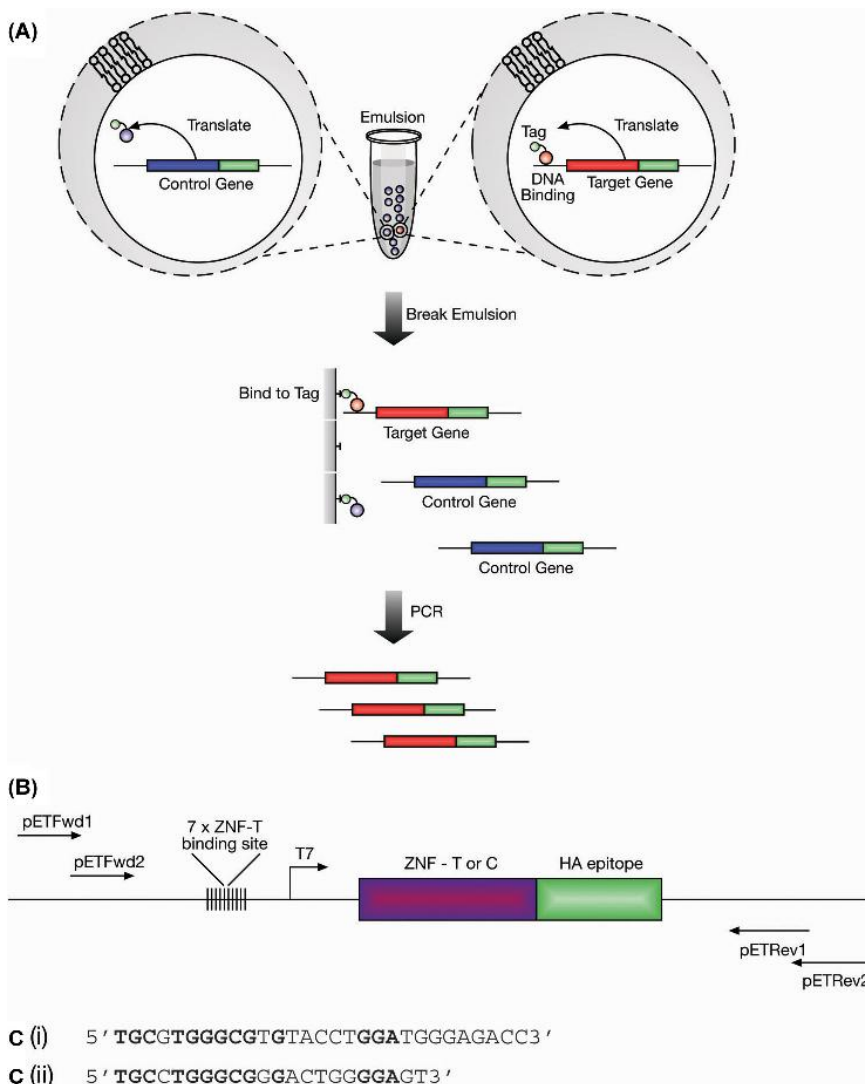 (A)
Emulsion
Translate
Control Gene
Tag
Translate
DNA
Binding
Target Gene
Break Emulsion
Bind to Tag
Target Gene
Control Gene
Control Gene
PCR
(B)
pETFwd1
pETFwd2
7 x ZNF-T
binding site
T7
ZNF - T or C
HA epitope
pETRev1
pETRev2
C (i) 5’TGCGTGGGCGTGTACCTGGATGGGAGACC3’
C (ii) 5’TGCCTGGGCGGGACTGGGGAGT3’